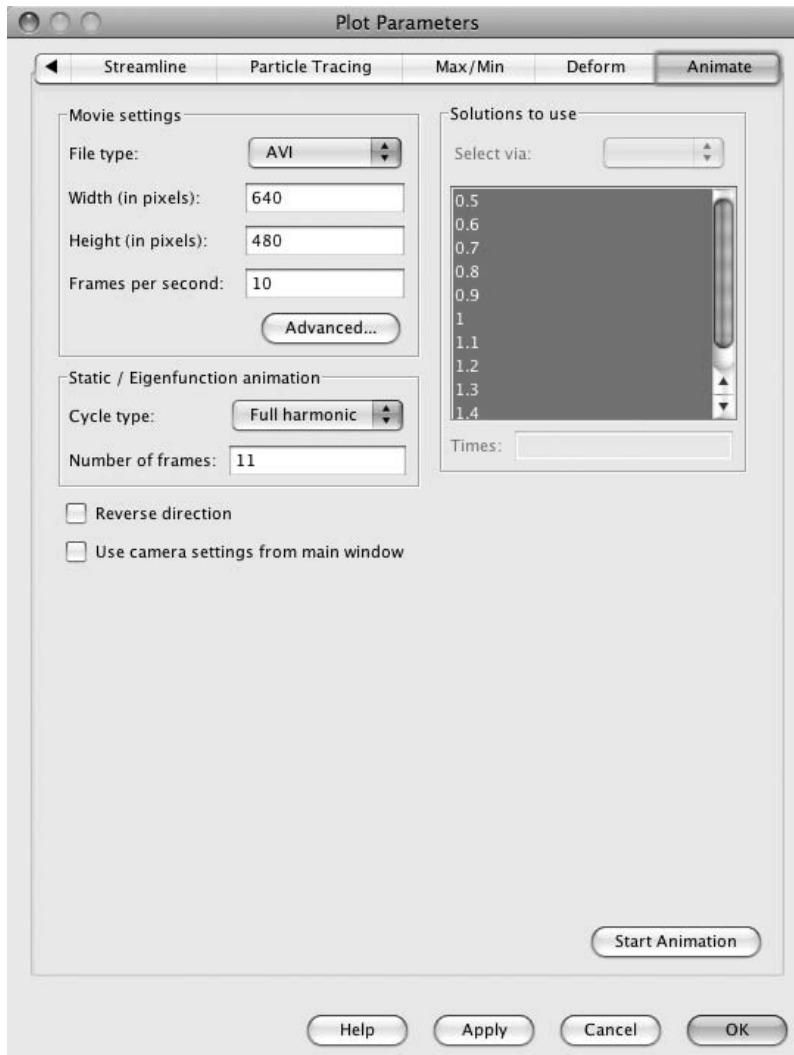 Plot Parameters
Streamline
Particle Tracing
Max/Min
Deform
Animate
Movie settings
File type:
AVI
Width (in pixels):
640
Height (in pixels):
480
Frames per second:
10
Advanced...
Static / Eigenfunction animation
Cycle type:
Full harmonic
Number of frames:
11
Reverse direction
Use camera settings from main window
Solutions to use
Select via:
0.5
0.6
0.7
0.8
0.9
1
1.1
1.2
1.3
1.4
Times:
Start Animation
Help
Apply
Cancel
OK